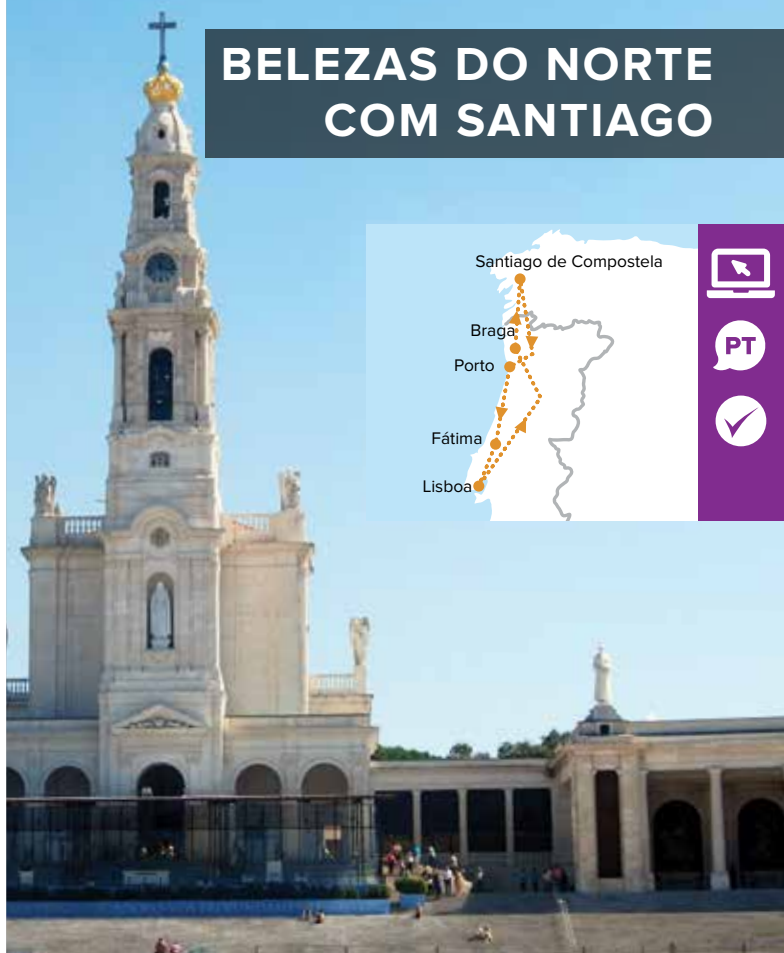 BELEZAS DO NORTE
COM SANTIAGO
Santiago de Compostela
Braga
PT
Porto
Fátima
Lisboa